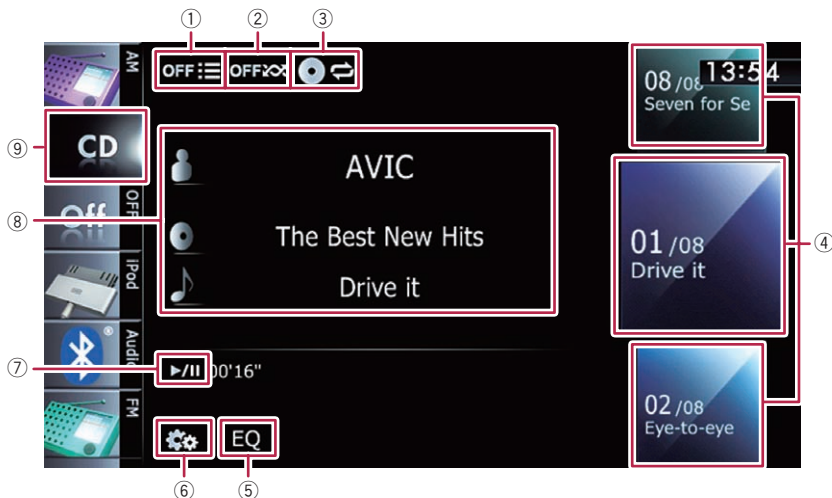 ① ② ③
AM
OFF OFF
08/08 13:54
Seven for Se
⑨ CD
AVIC
⑧ OFF
Off
The Best New Hits
01/08 ④
Drive it
iPod
Drive it
Audio
⑦ ►/II 00'16"
FM
02/08
Eye-to-eye
EQ
⑥ ⑤